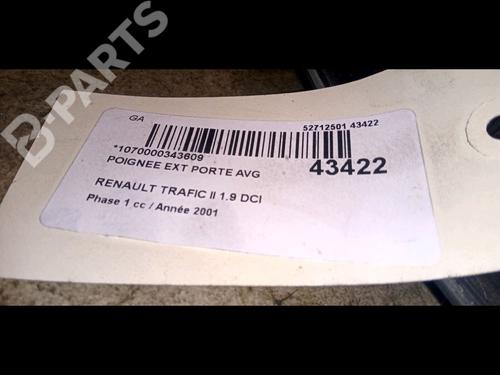 B-PARTS
GA
52712501 43422
*1070000343609
43422
POIGNEE EXT PORTE AVG
RENAULT TRAFIC II 1.9 DCI
Phase 1 cc / Année 2001